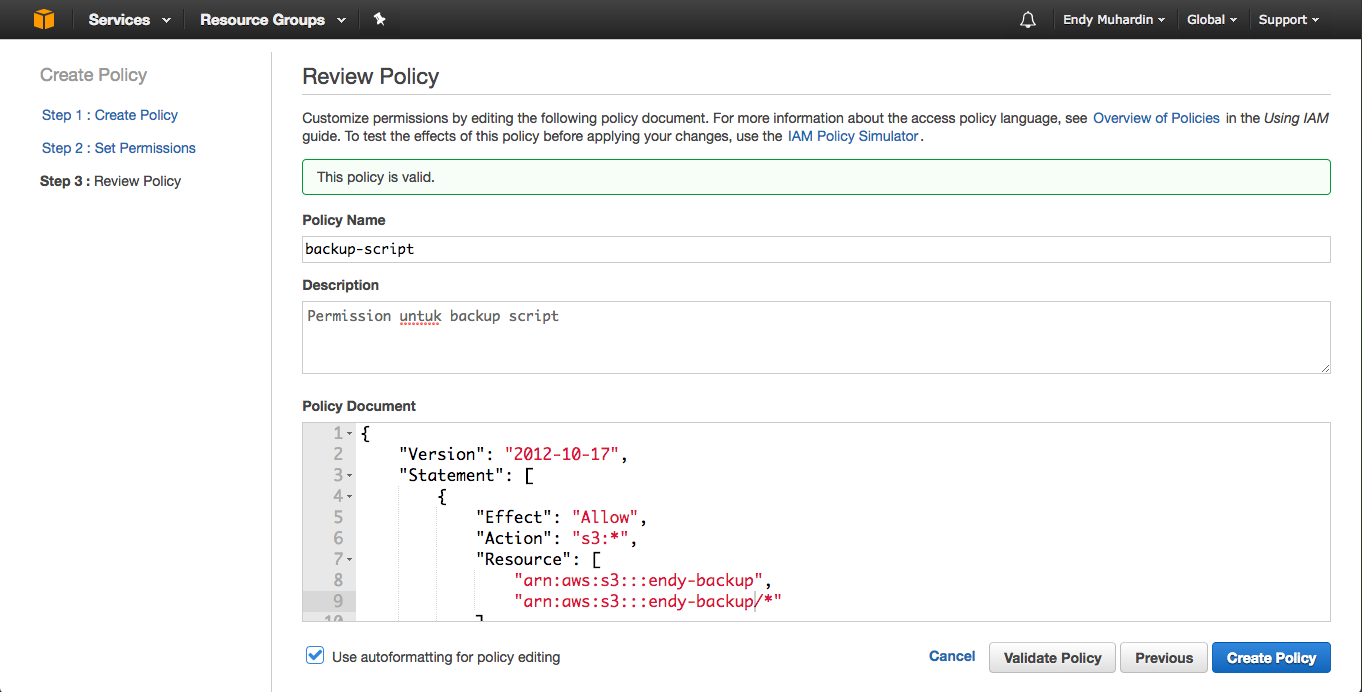 Services Resource Groups Endy Muhardin Global Support
Create Policy
Step 1 : Create Policy
Step 2 : Set Permissions
Step 3 : Review Policy
Review Policy
Customize permissions by editing the following policy document. For more information about the access policy language, see Overview of Policies in the Using IAM
guide. To test the effects of this policy before applying your changes, use the IAM Policy Simulator.
This policy is valid.
Policy Name
backup-script
Description
Permission untuk backup script
Policy Document
1 {
2 "Version": "2012-10-17",
3 "Statement": [
4 {
5 "Effect": "Allow",
6 "Action": "s3:*",
7 "Resource": [
8 "arn:aws:s3:::endy-backup",
9 "arn:aws:s3:::endy-backup/*"
10 ]
Use autoformatting for policy editing
Cancel Validate Policy Previous Create Policy